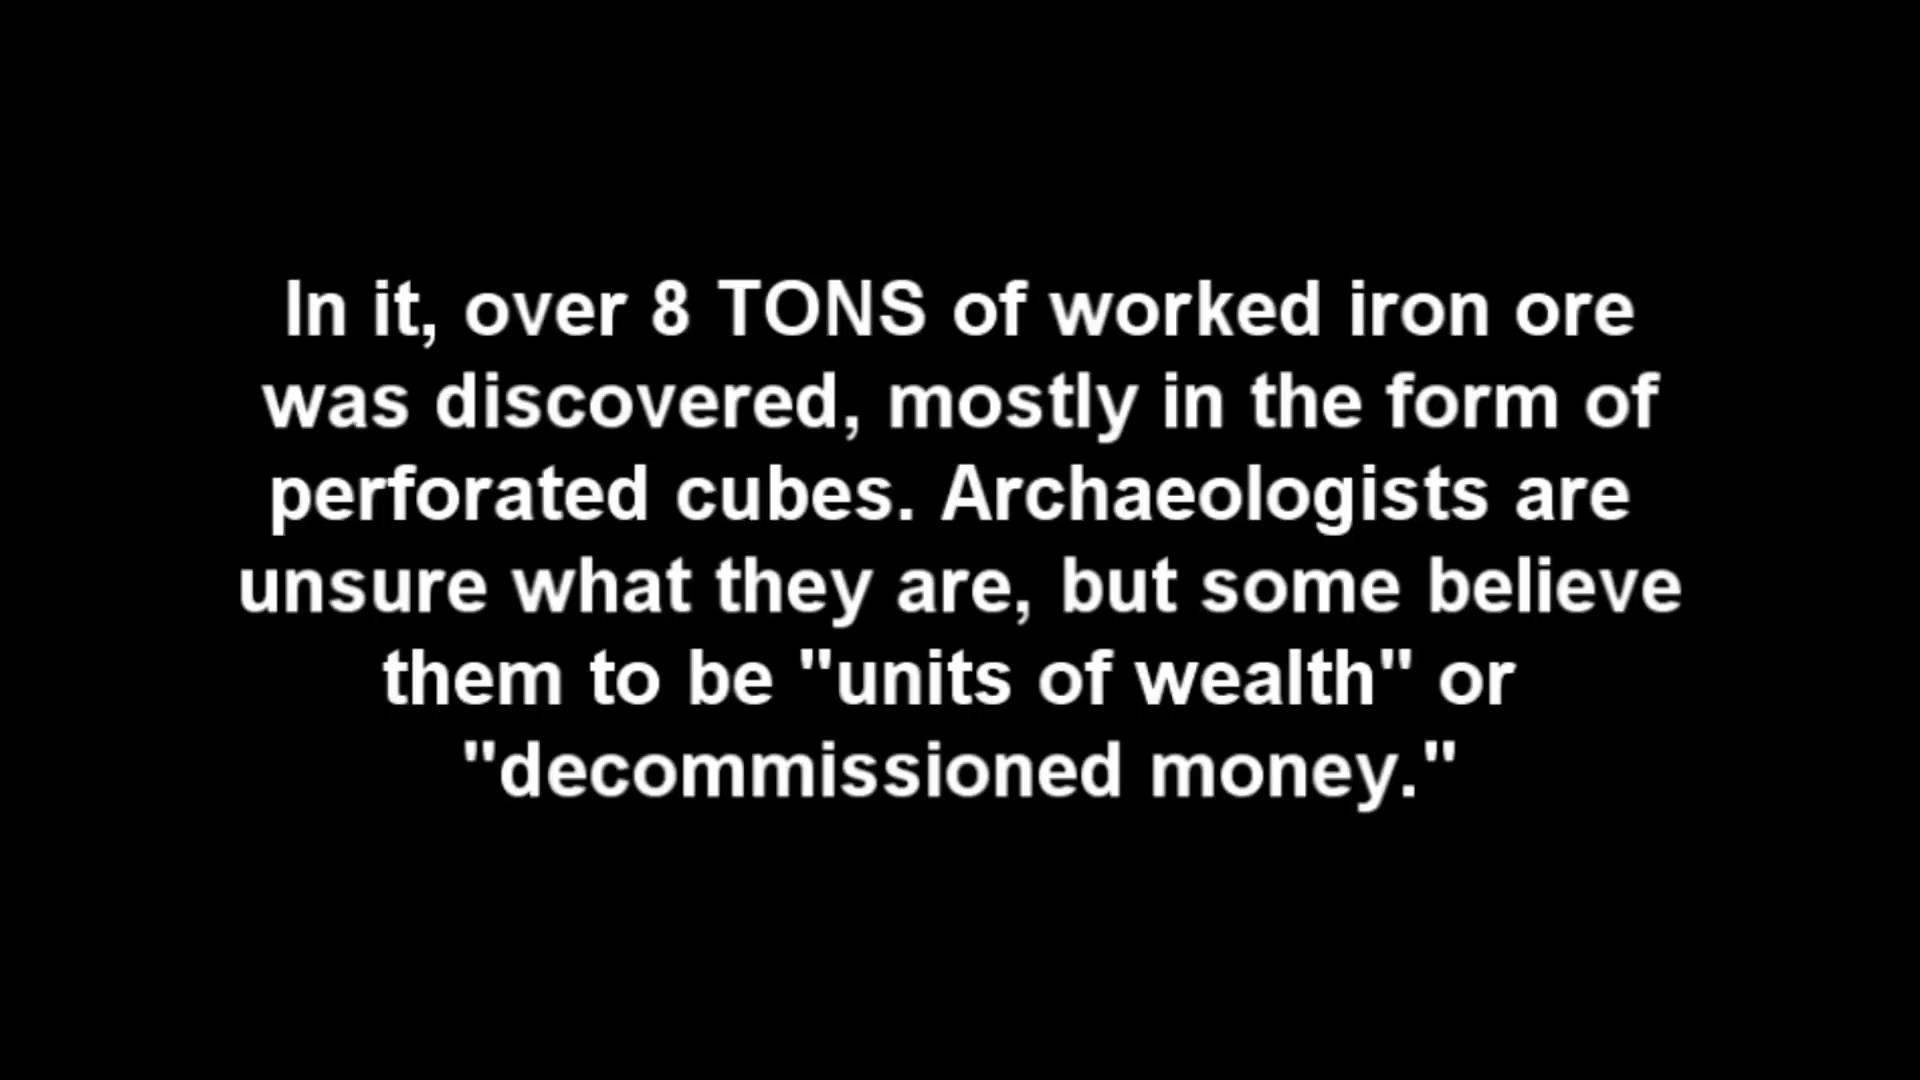 In it, over 8 TONS of worked iron ore
was discovered, mostly in the form of
perforated cubes. Archaeologists are
unsure what they are, but some believe
them to be "units of wealth" or
"decommissioned money."